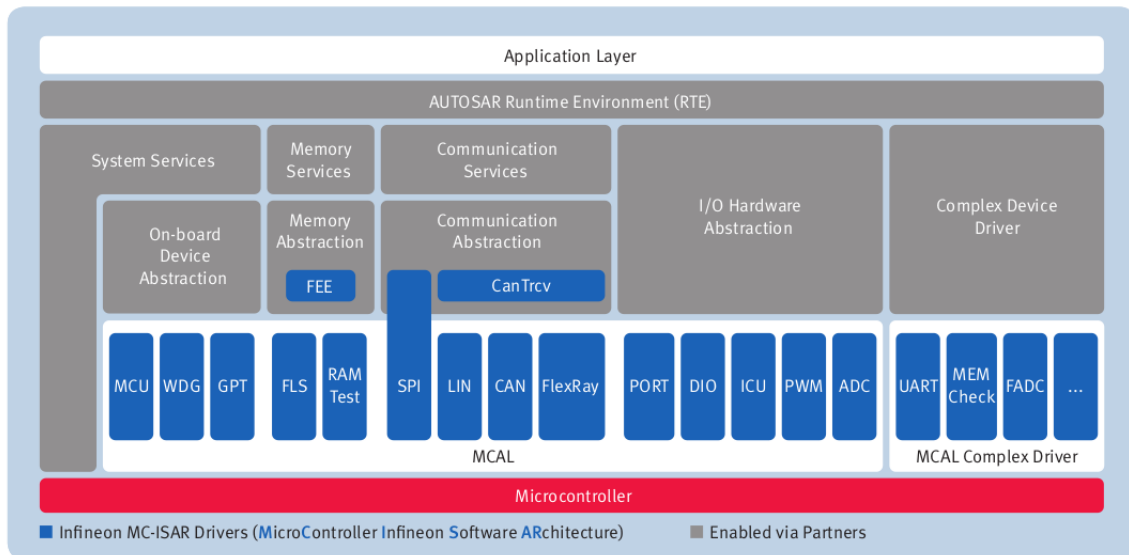 Application Layer
AUTOSAR Runtime Environment (RTE)
System Services
Memory
Services
Communication
Services
I/O Hardware
Abstraction
Complex Device
Driver
On-board
Device
Abstraction
Memory
Abstraction
FEE
Communication
Abstraction
CanTrcv
MCU
WDG
GPT
FLS
RAM
Test
SPI
LIN
CAN
FlexRay
PORT
DIO
ICU
PWM
ADC
UART
MEM
Check
FADC
...
MCAL
MCAL Complex Driver
Microcontroller
Infineon MC-ISAR Drivers (MicroController Infineon Software ARchitecture)
Enabled via Partners